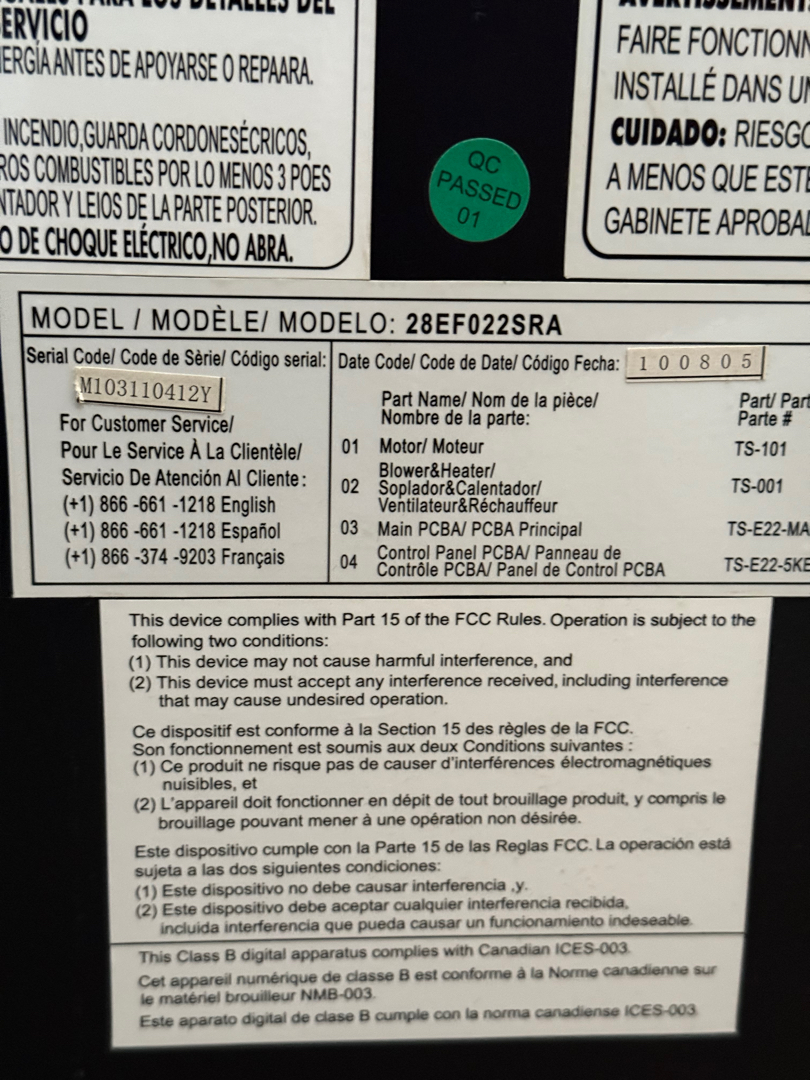 DEL
SERVICIO
ANTES DE APOYARSE O REPAARA.
INCENDIO,GUARDA CORDONESÉCRICOS,
COMBUSTIBLES POR LO MENOS 3 POES
Y LEIOS DE LA PARTE POSTERIOR.
O DE CHOQUE ELÉCTRICO,NO ABRA.
QC
PASSED
01
FAIRE
INSTALLÉ DANS
CUIDADO:
A MENOS QUE
GABINETE
MODEL / MODÈLE/ MODELO: 28EF022SRA
Serial Code/ Code de Sèrie/ Código serial:
M103110412Y
For Customer Service/
Pour Le Service À La Clientèle/
Servicio De Atención Al Cliente :
(+1) 866 -661 -1218 English
(+1) 866 -661 -1218 Español
(+1) 866 -374 -9203 Français
Date Code/ Code de Date/ Código Fecha: 100805
Part Name/ Nom de la pièce/ Part/
Nombre de la parte: Parte #
01 Motor/ Moteur TS-101
Blower&Heater/
02 Soplador&Calentador/ TS-001
Ventilateur&Réchauffeur
03 Main PCBA/ PCBA Principal TS-E22-MA
04 Control Panel PCBA/ Panneau de
Contrôle PCBA/ Panel de Control PCBA TS-E22-5KE
This device complies with Part 15 of the FCC Rules. Operation is subject to the
following two conditions:
(1) This device may not cause harmful interference, and
(2) This device must accept any interference received, including interference
that may cause undesired operation.
Ce dispositif est conforme à la Section 15 des règles de la FCC.
Son fonctionnement est soumis aux deux Conditions suivantes :
(1) Ce produit ne risque pas de causer d'interférences électromagnétiques
nuisibles, et
(2) L'appareil doit fonctionner en dépit de tout brouillage produit, y compris le
brouillage pouvant mener à une opération non désirée.
Este dispositivo cumple con la Parte 15 de las Reglas FCC. La operación está
sujeta a las dos siguientes condiciones:
(1) Este dispositivo no debe causar interferencia ,y.
(2) Este dispositivo debe aceptar cualquier interferencia recibida,
incluida interferencia que pueda causar un funcionamiento indeseable.
This Class B digital apparatus complies with Canadian ICES-003.
Cet appareil numérique de classe B est conforme à la Norme canadienne sur
le matériel brouilleur NMB-003.
Este aparato digital de clase B cumple con la norma canadiense ICES-003.